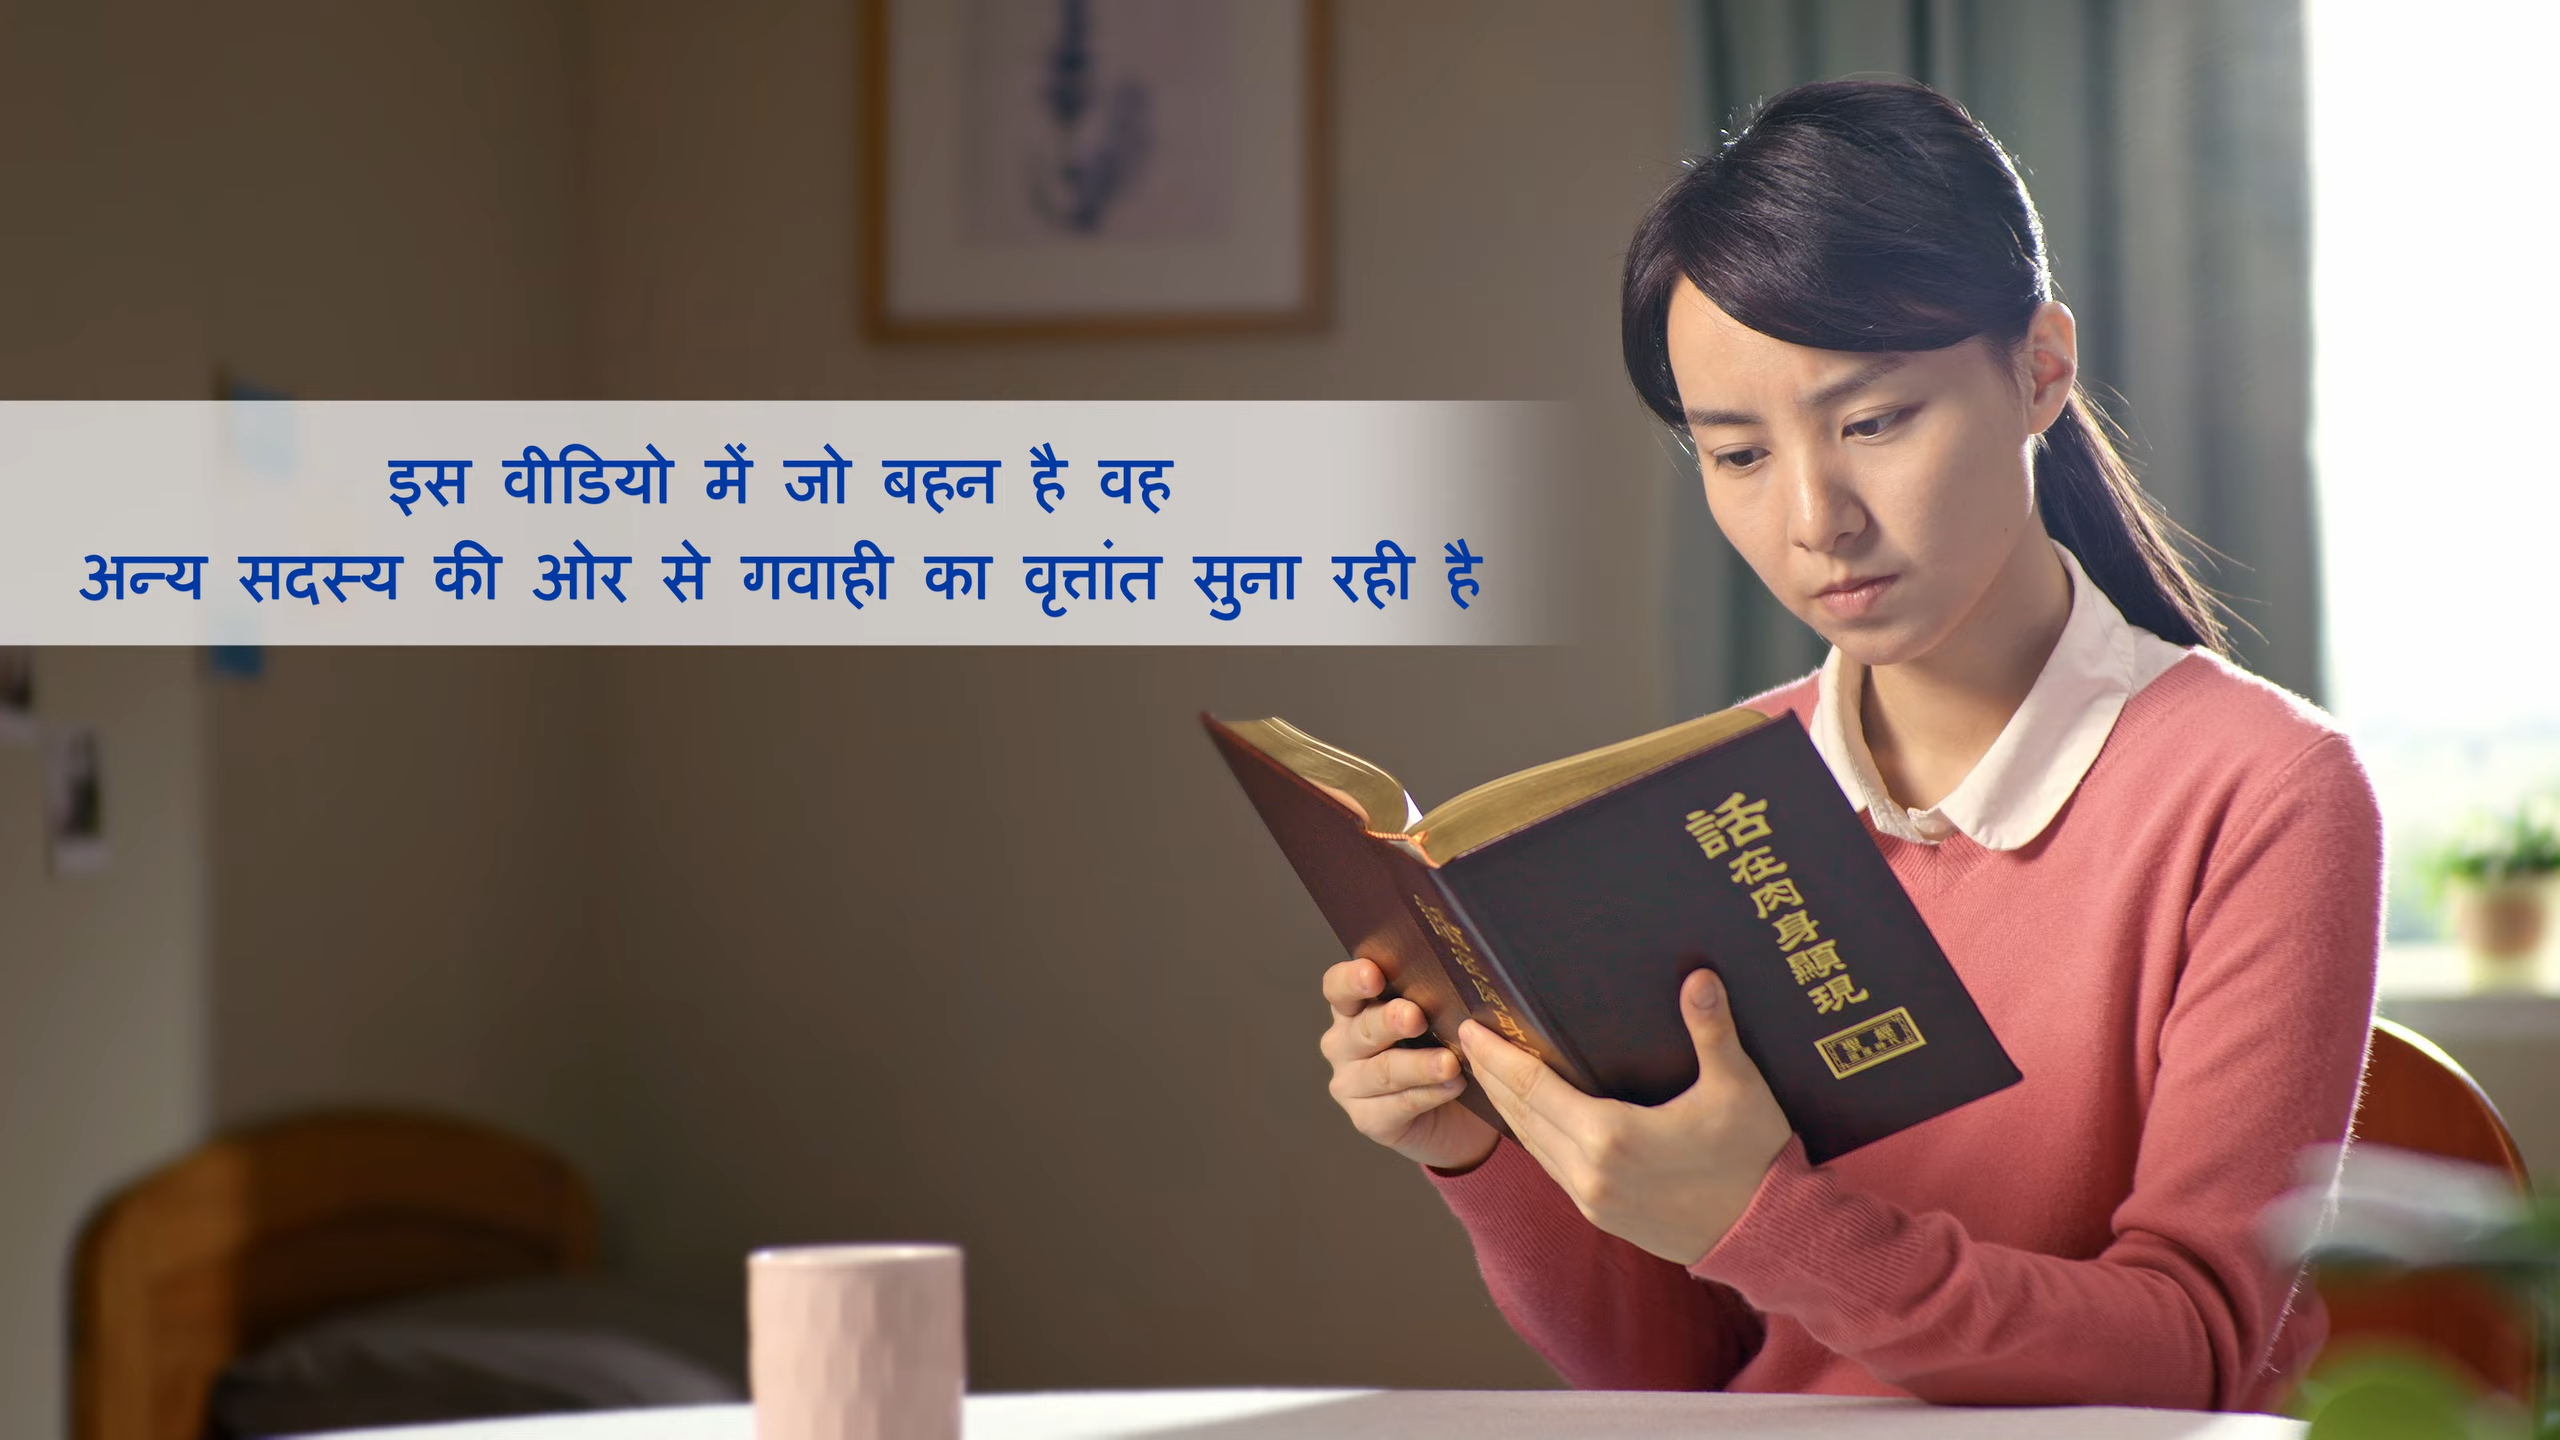 इस वीडियो में जो बहन है वह
अन्य सदस्य की ओर से गवाही का वृत्तांत सुना रही है
話在肉身顯現